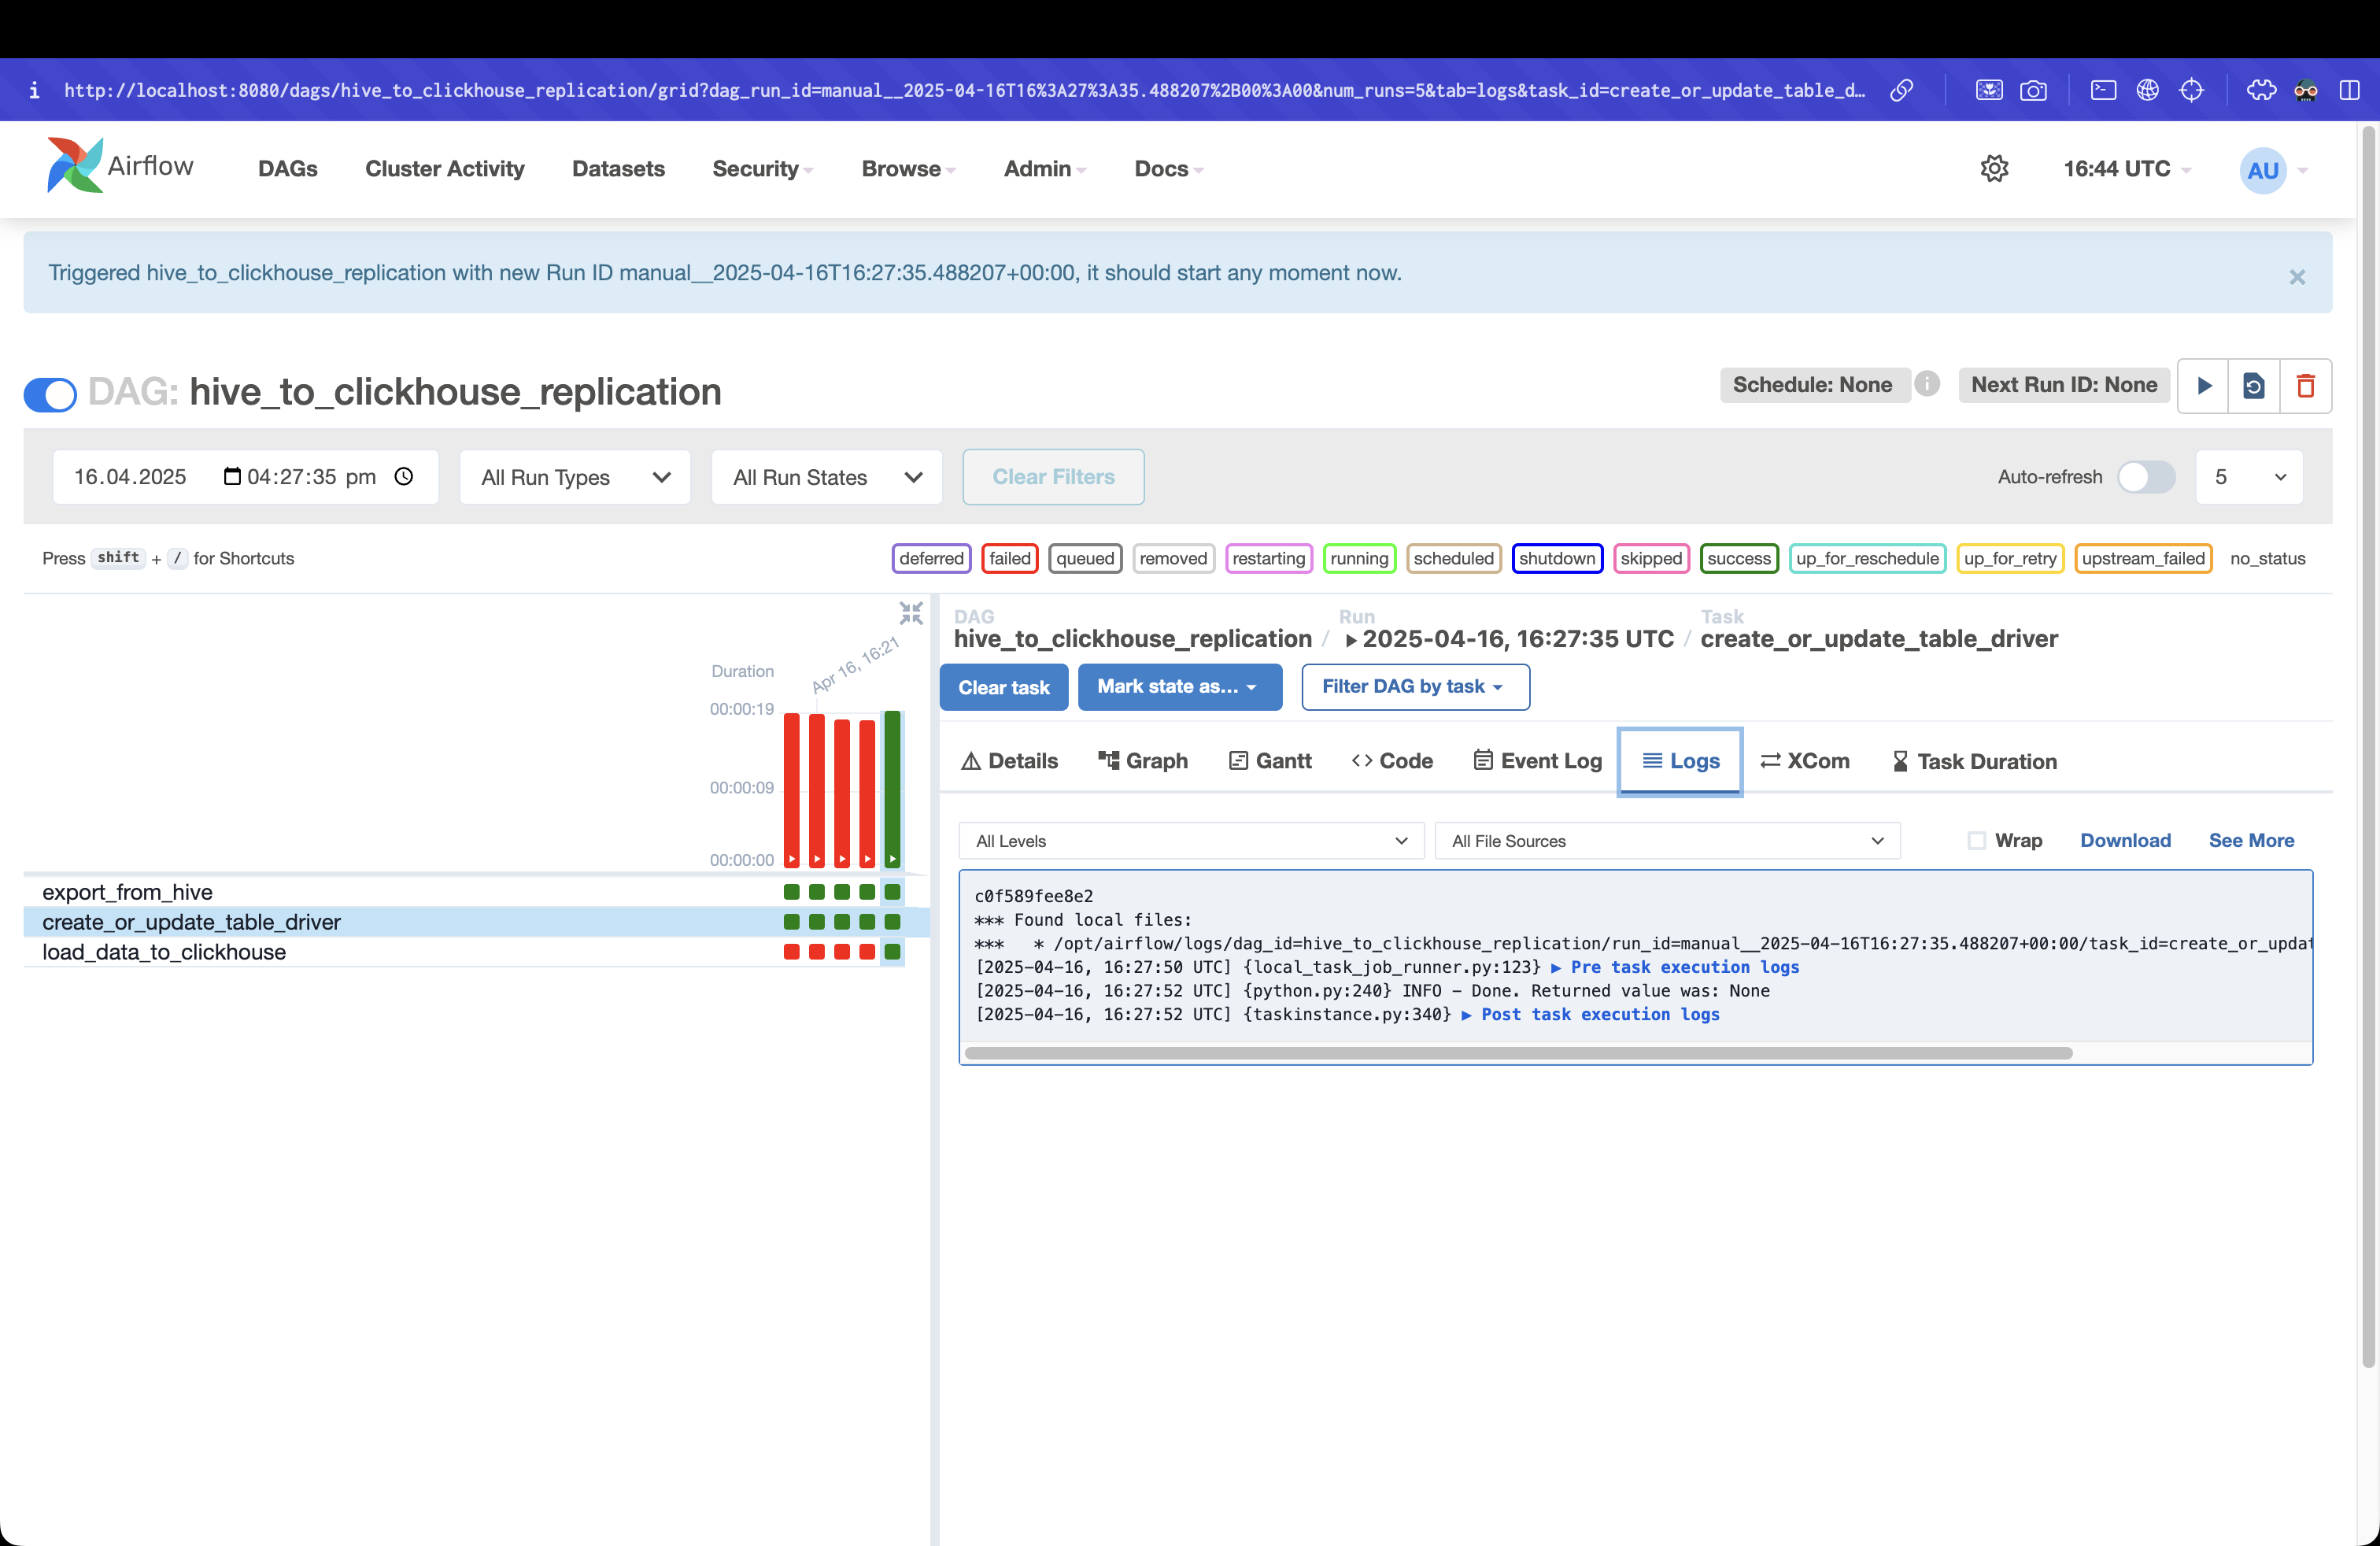 http://localhost:8080/dags/hive_to_clickhouse_replication/grid?dag_run_id=manual__2025-04-16T16%3A27%3A35.488207%2B00%3A00&num_runs=5&tab=logs&task_id=create_or_update_table_d…
Airflow DAGs Cluster Activity Datasets Security Browse Admin Docs 16:44 UTC AU
Triggered hive_to_clickhouse_replication with new Run ID manual__2025-04-16T16:27:35.488207+00:00, it should start any moment now. ×
DAG: hive_to_clickhouse_replication Schedule: None Next Run ID: None
16.04.2025 04:27:35 pm All Run Types All Run States Clear Filters Auto-refresh 5
Press shift + / for Shortcuts deferred failed queued removed restarting running scheduled shutdown skipped success up_for_reschedule up_for_retry upstream_failed no_status
Duration
Apr 16, 16:21
00:00:19
00:00:09
00:00:00
export_from_hive
create_or_update_table_driver
load_data_to_clickhouse
DAG Run Task
hive_to_clickhouse_replication / 2025-04-16, 16:27:35 UTC / create_or_update_table_driver
Clear task Mark state as... Filter DAG by task
Details Graph Gantt Code Event Log Logs XCom Task Duration
All Levels All File Sources Wrap Download See More
c0f589fee8e2
*** Found local files:
***   * /opt/airflow/logs/dag_id=hive_to_clickhouse_replication/run_id=manual__2025-04-16T16:27:35.488207+00:00/task_id=create_or_updat
[2025-04-16, 16:27:50 UTC] {local_task_job_runner.py:123} ▶ Pre task execution logs
[2025-04-16, 16:27:52 UTC] {python.py:240} INFO - Done. Returned value was: None
[2025-04-16, 16:27:52 UTC] {taskinstance.py:340} ▶ Post task execution logs